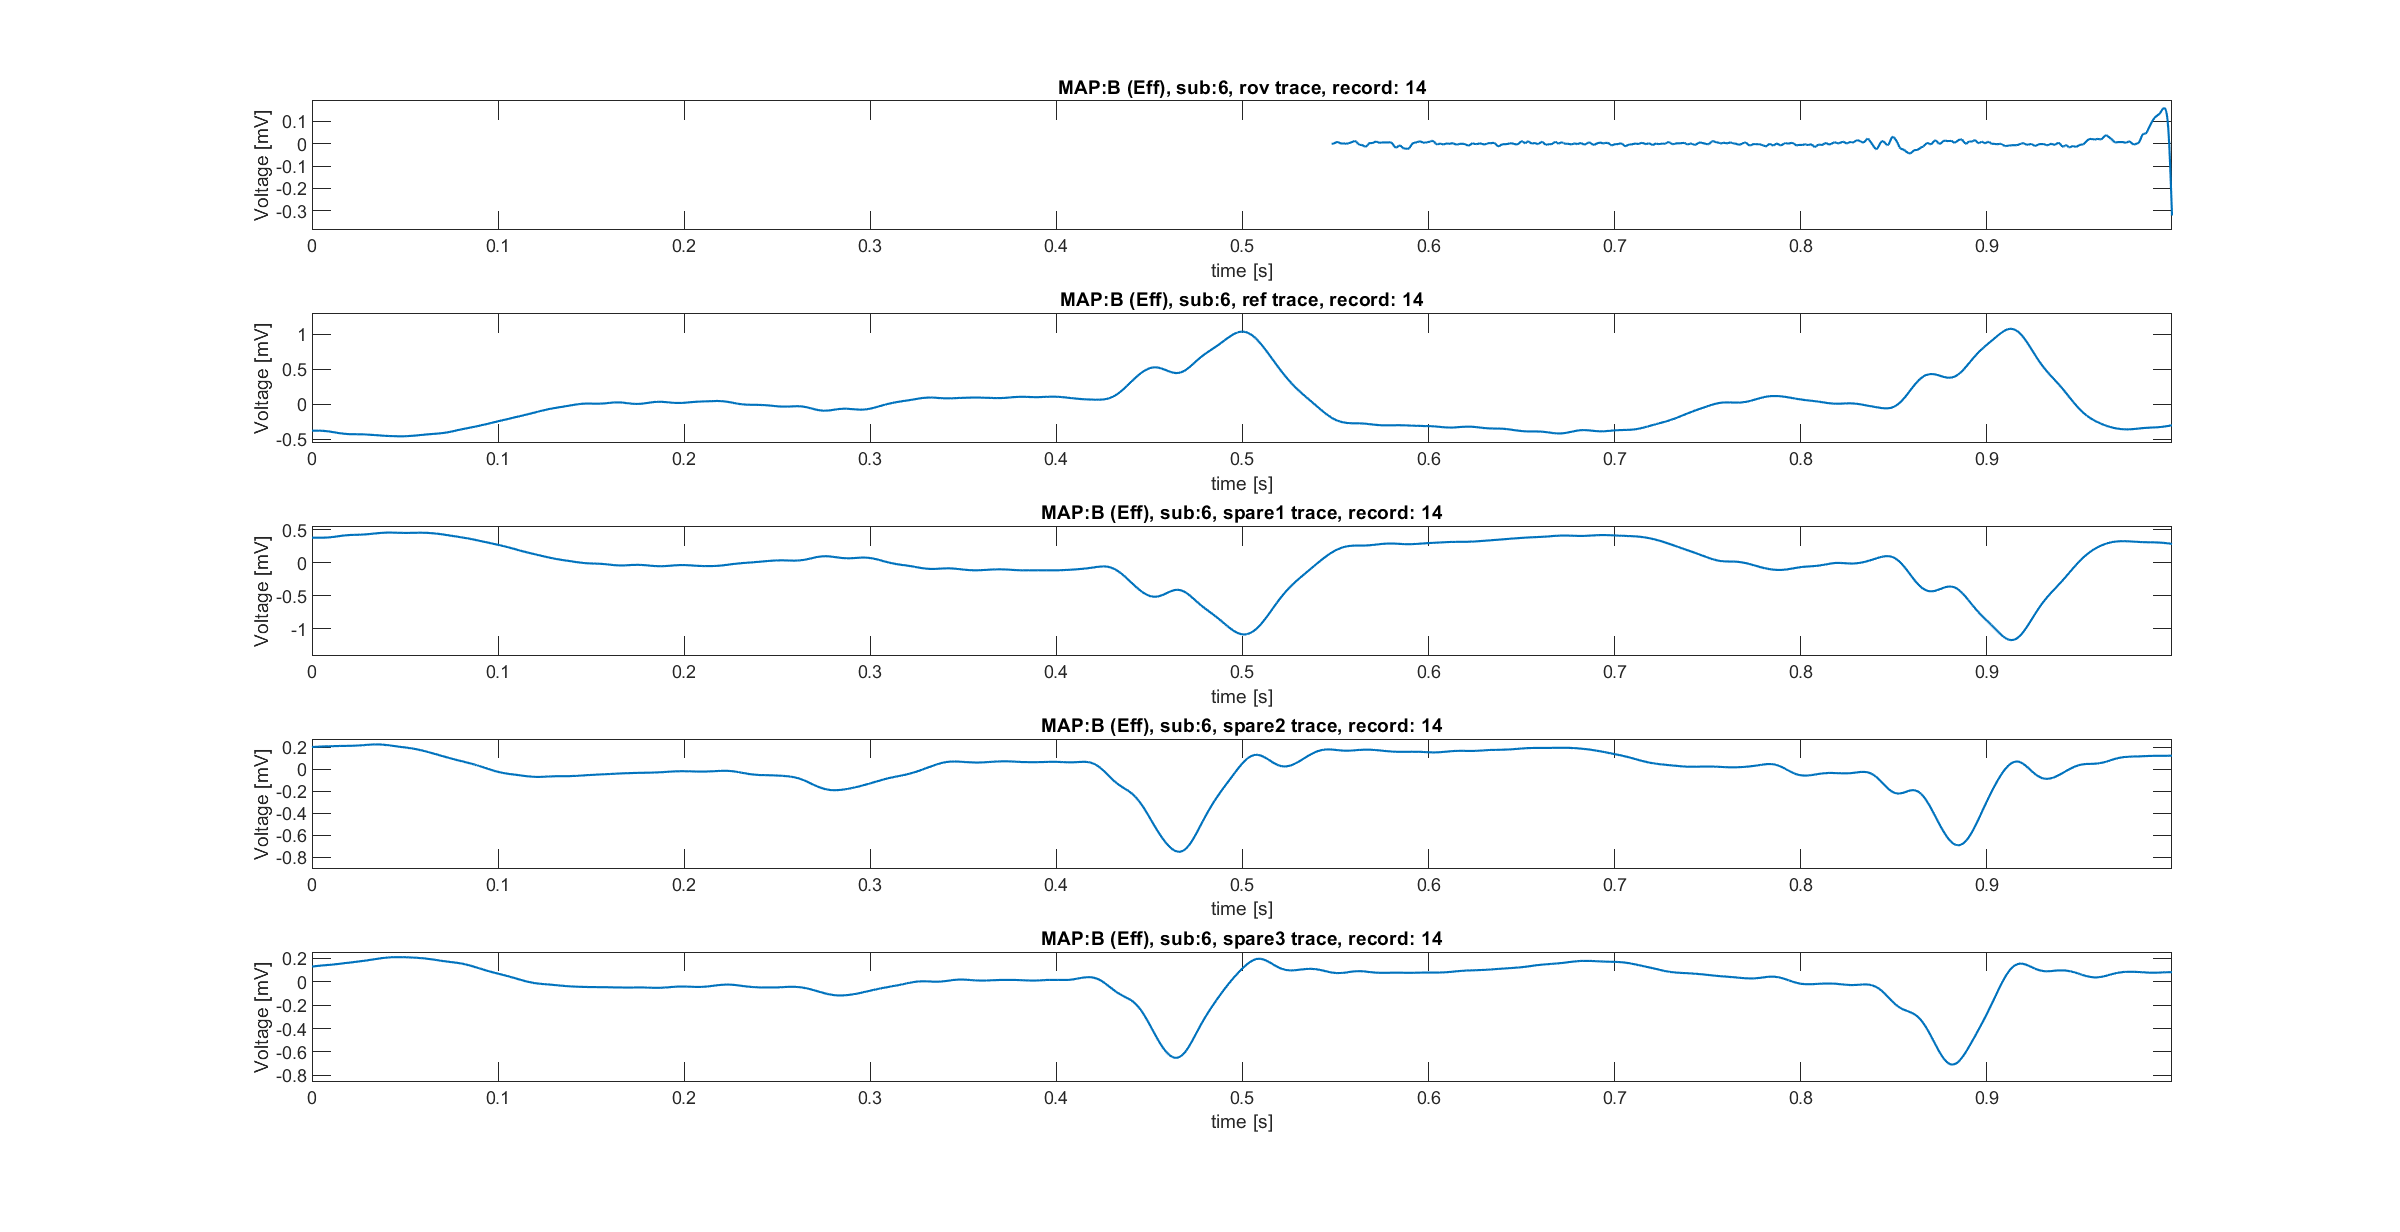 MAP:B (Eff), sub:6, rov trace, record: 14
Voltage [mV]
0.1
0
-0.1
-0.2
-0.3
0 0.1 0.2 0.3 0.4 0.5 0.6 0.7 0.8 0.9
time [s]
MAP:B (Eff), sub:6, ref trace, record: 14
Voltage [mV]
1
0.5
0
-0.5
0 0.1 0.2 0.3 0.4 0.5 0.6 0.7 0.8 0.9
time [s]
MAP:B (Eff), sub:6, spare1 trace, record: 14
Voltage [mV]
0.5
0
-0.5
-1
0 0.1 0.2 0.3 0.4 0.5 0.6 0.7 0.8 0.9
time [s]
MAP:B (Eff), sub:6, spare2 trace, record: 14
Voltage [mV]
0.2
0
-0.2
-0.4
-0.6
-0.8
0 0.1 0.2 0.3 0.4 0.5 0.6 0.7 0.8 0.9
time [s]
MAP:B (Eff), sub:6, spare3 trace, record: 14
Voltage [mV]
0.2
0
-0.2
-0.4
-0.6
-0.8
0 0.1 0.2 0.3 0.4 0.5 0.6 0.7 0.8 0.9
time [s]